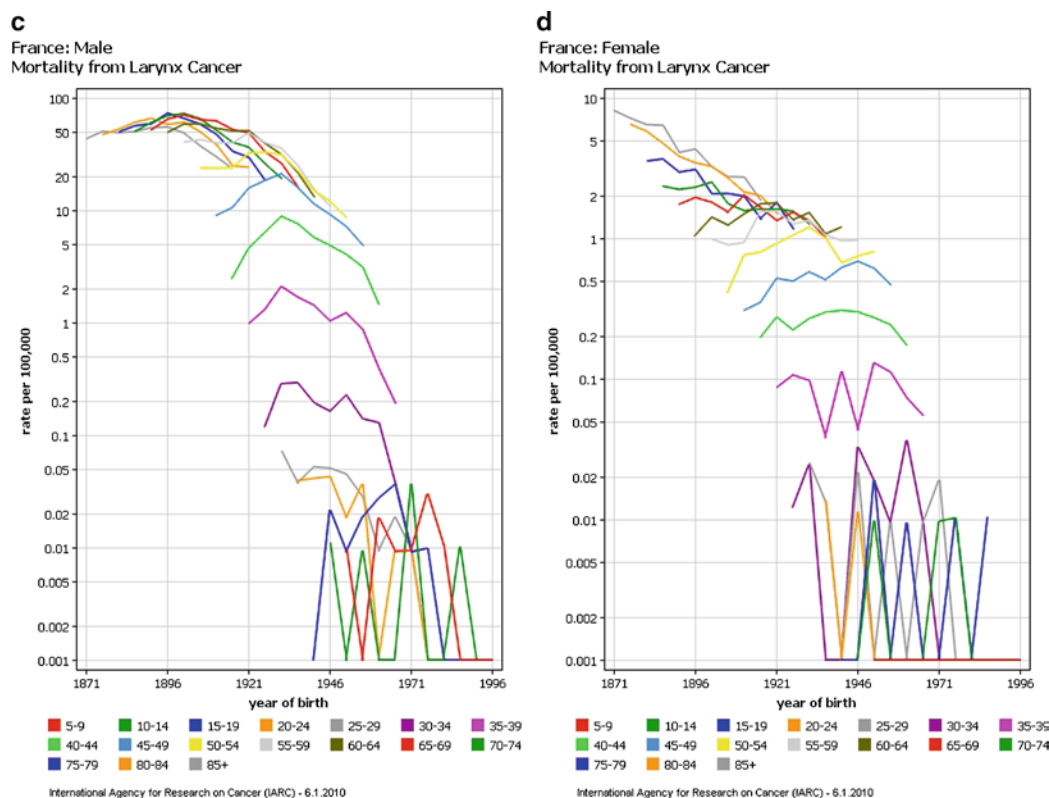 c
France: Male
Mortality from Larynx Cancer
100
50
20
10
5
2
1
0.5
0.2
0.1
0.05
0.02
0.01
0.005
0.002
0.001
rate per 100,000
1871 1896 1921 1946 1971 1996
year of birth
5-9 10-14 15-19 20-24 25-29 30-34 35-39
40-44 45-49 50-54 55-59 60-64 65-69 70-74
75-79 80-84 85+
International Agency for Research on Cancer (IARC) - 6.1.2010
d
France: Female
Mortality from Larynx Cancer
10
5
2
1
0.5
0.2
0.1
0.05
0.02
0.01
0.005
0.002
0.001
rate per 100,000
1871 1896 1921 1946 1971 1996
year of birth
5-9 10-14 15-19 20-24 25-29 30-34 35-39
40-44 45-49 50-54 55-59 60-64 65-69 70-74
75-79 80-84 85+
International Agency for Research on Cancer (IARC) - 6.1.2010